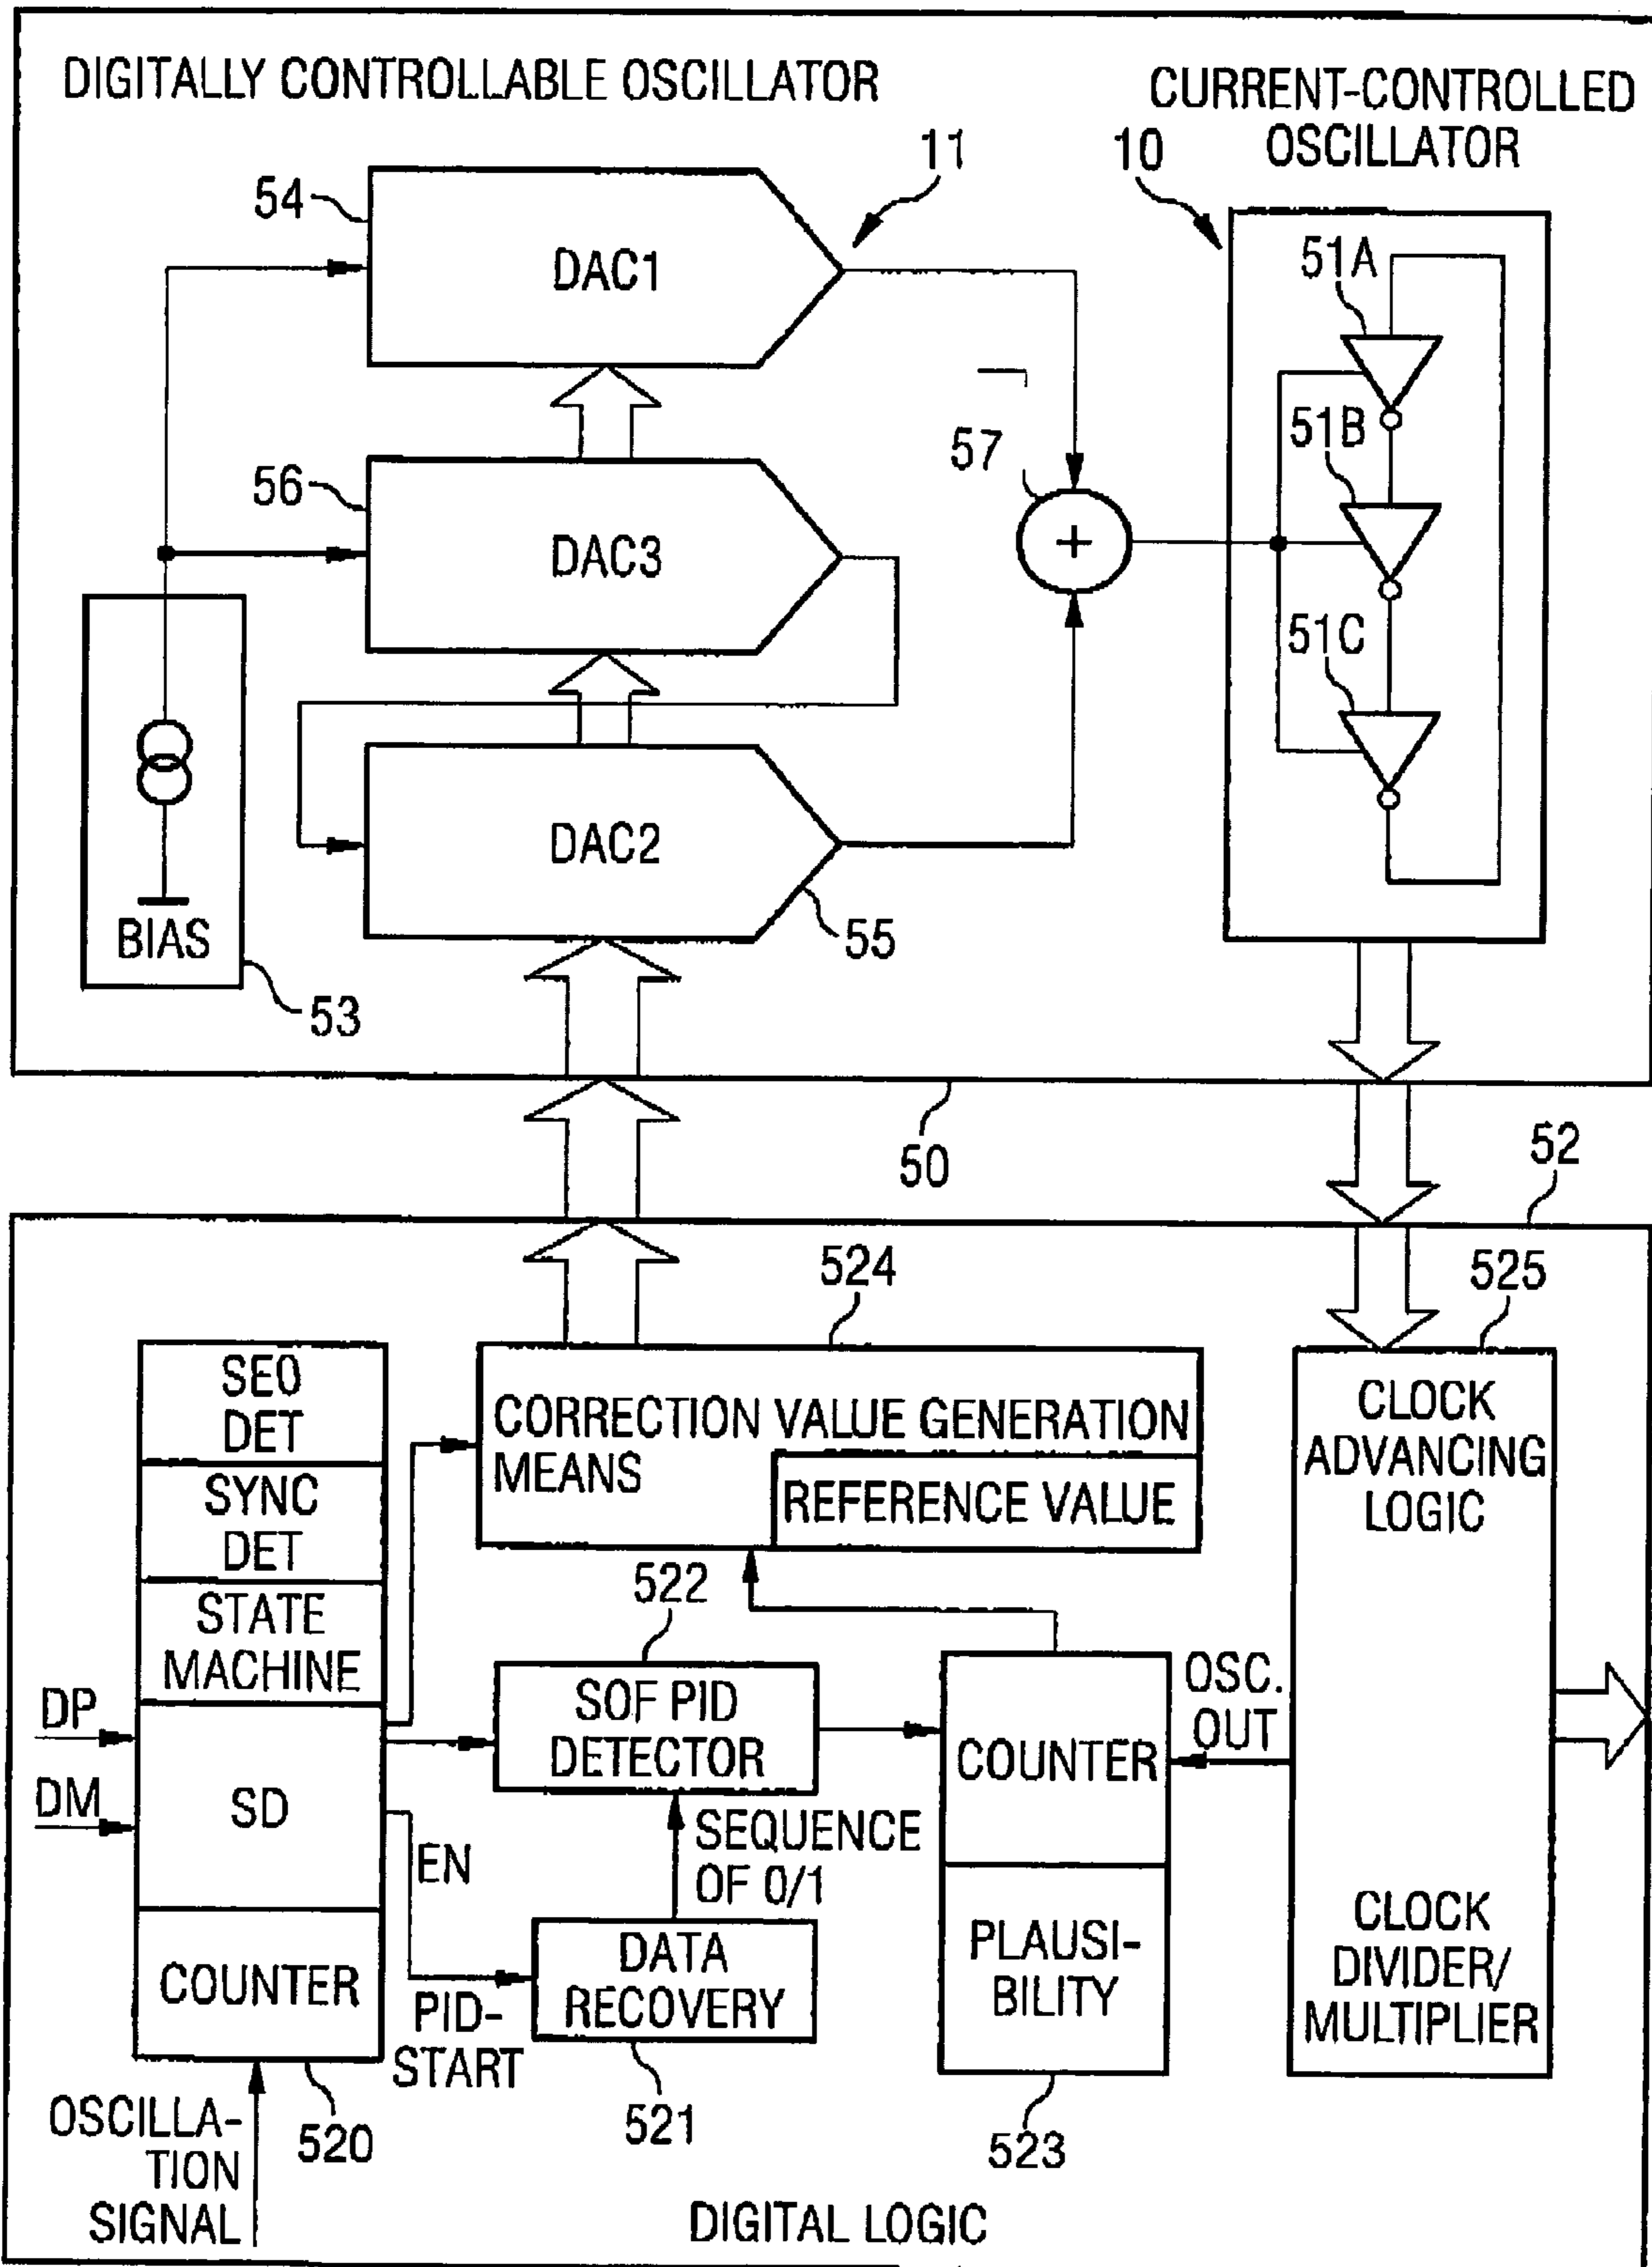 DIGITALLY CONTROLLABLE OSCILLATOR
CURRENT-CONTROLLED
OSCILLATOR
11
10
54
DAC1
51A
51B
57
56
DAC3
+
51C
DAC2
55
BIAS
53
50
52
524
525
SE0
DET
SYNC
DET
STATE
MACHINE
SD
COUNTER
CORRECTION VALUE GENERATION
MEANS
REFERENCE VALUE
CLOCK
ADVANCING
LOGIC
522
SOF PID
DETECTOR
DP
DM
OSC.
OUT
COUNTER
SEQUENCE
OF 0/1
EN
DATA
RECOVERY
PLAUSI-
BILITY
CLOCK
DIVIDER/
MULTIPLIER
PID-
START
OSCILLA-
TION
SIGNAL
520
521
523
DIGITAL LOGIC